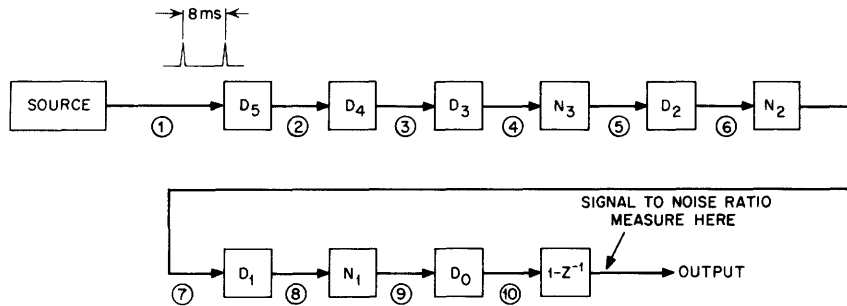 8 ms
SOURCE
D₅
D₄
D₃
N₃
D₂
N₂
①
②
③
④
⑤
⑥
SIGNAL TO NOISE RATIO
MEASURE HERE
D₁
N₁
D₀
1-Z⁻¹
OUTPUT
⑦
⑧
⑨
⑩